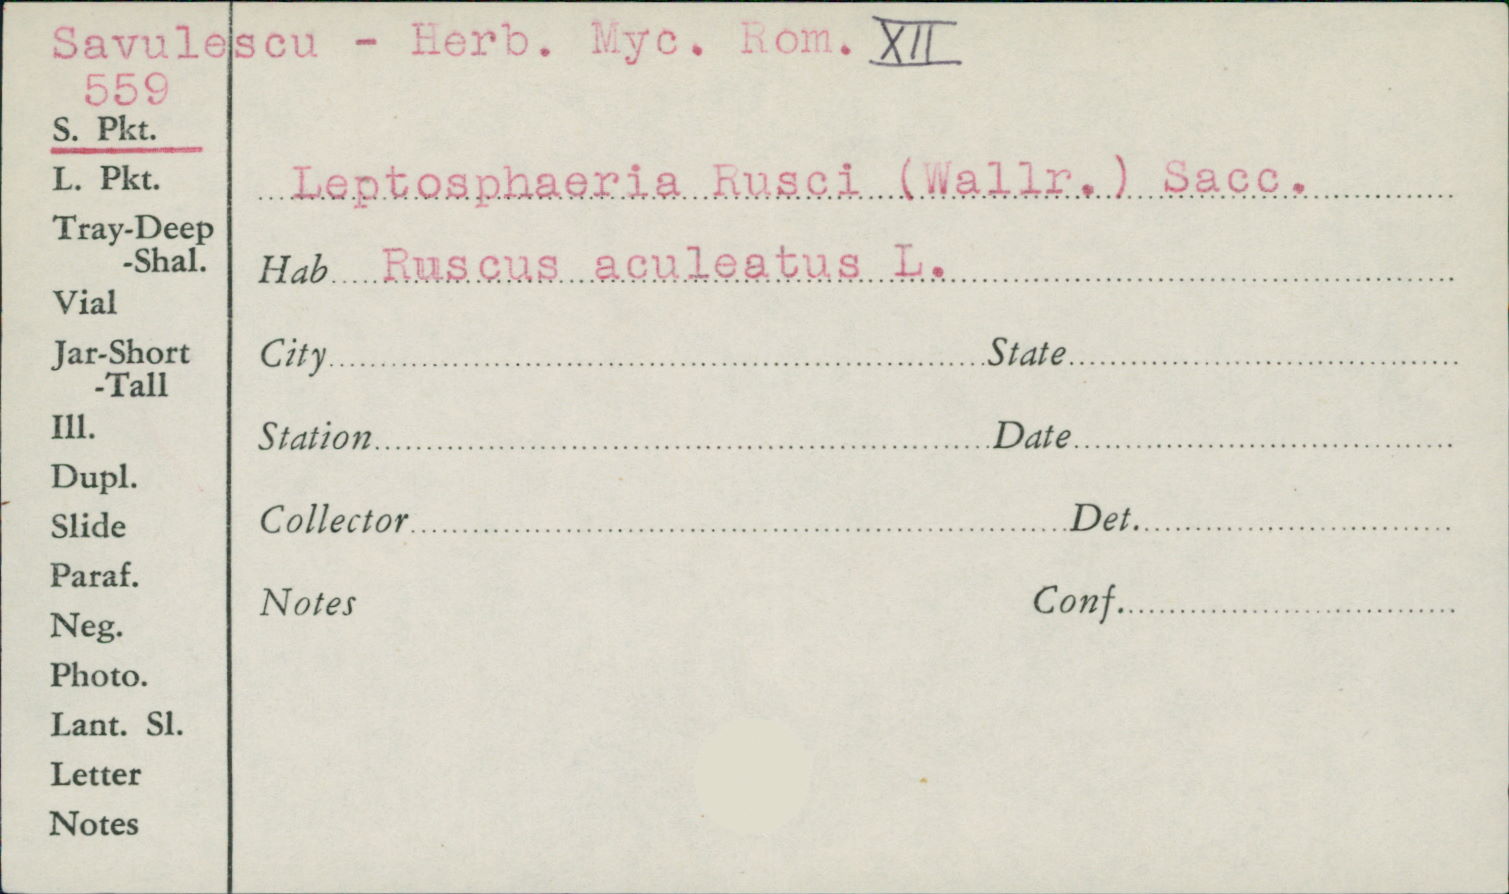 Savulescu - Herb. Myc. Rom. XII
559
S. Pkt.
L. Pkt.
Tray-Deep
-Shal.
Vial
Jar-Short
-Tall
Ill.
Dupl.
Slide
Paraf.
Neg.
Photo.
Lant. Sl.
Letter
Notes
Leptosphaeria Rusci (Wallr.) Sacc.
Hab Ruscus aculeatus L.
City State
Station Date
Collector Det.
Notes Conf.